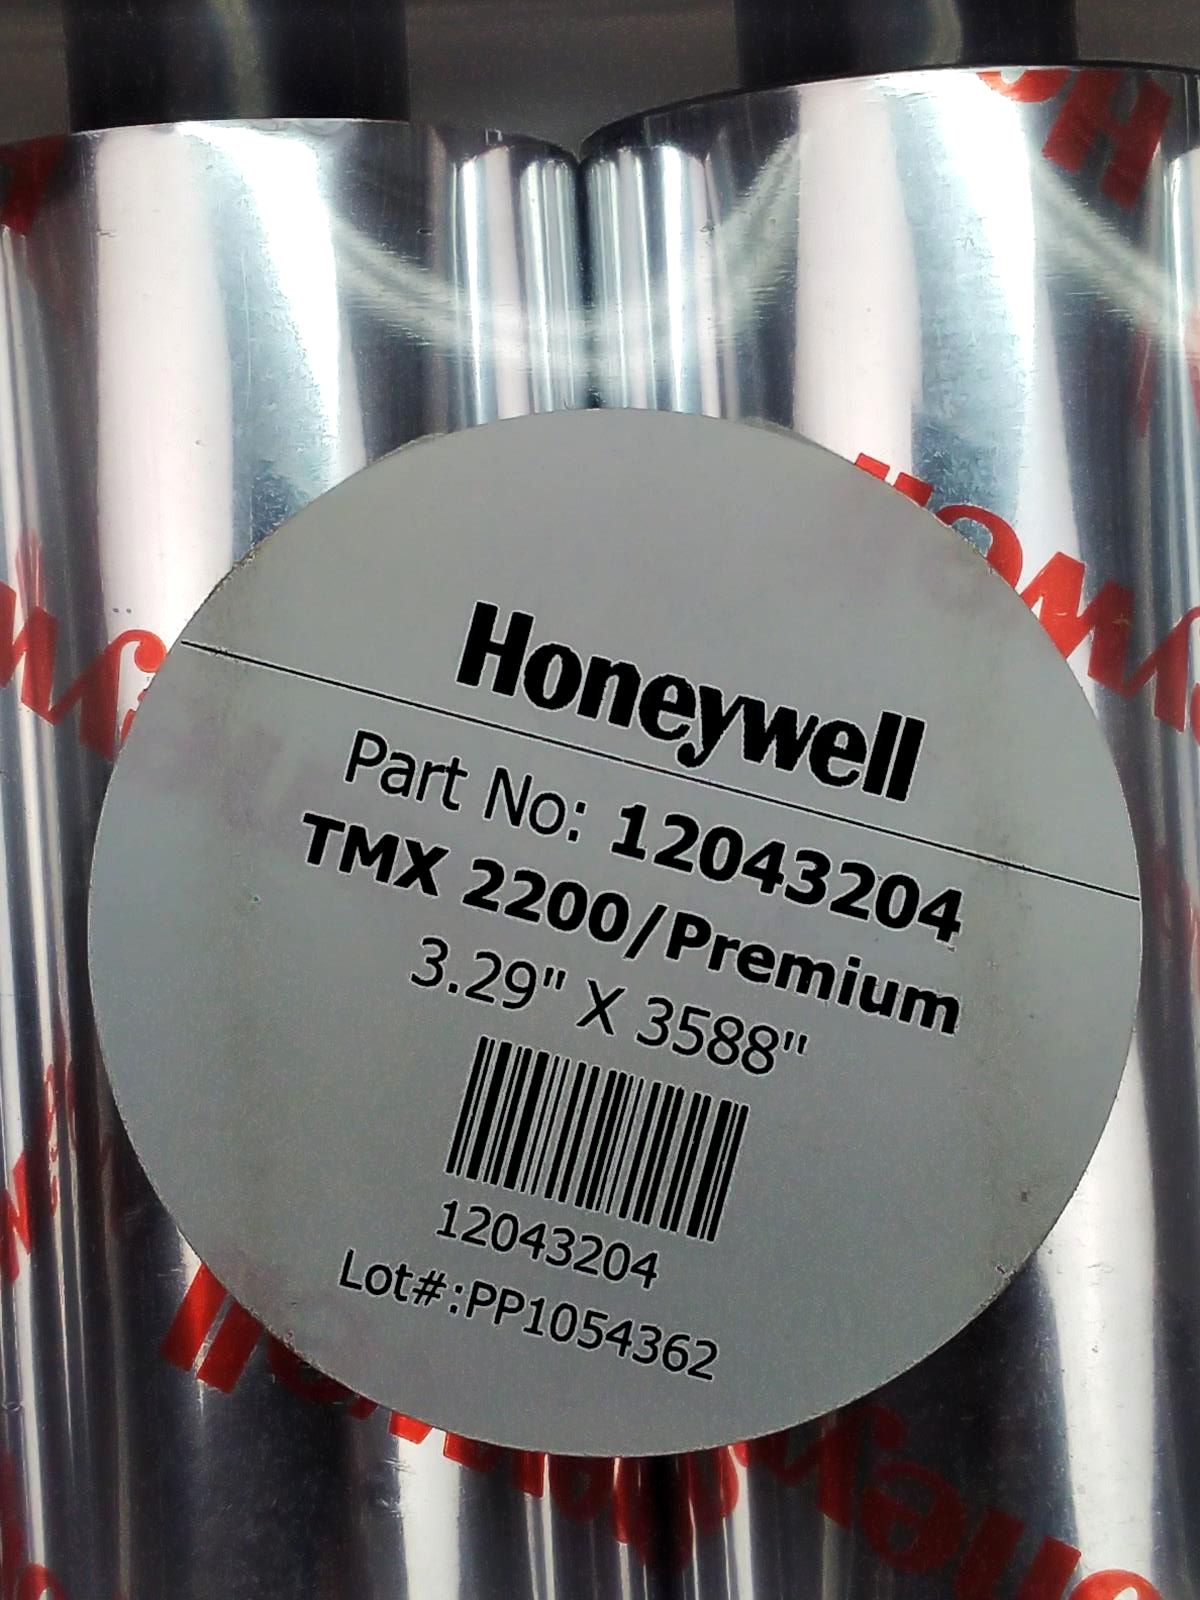 Honeywell
Part No: 12043204
TMX 2200/Premium
3.29" X 3588"
12043204
Lot#:PP1054362